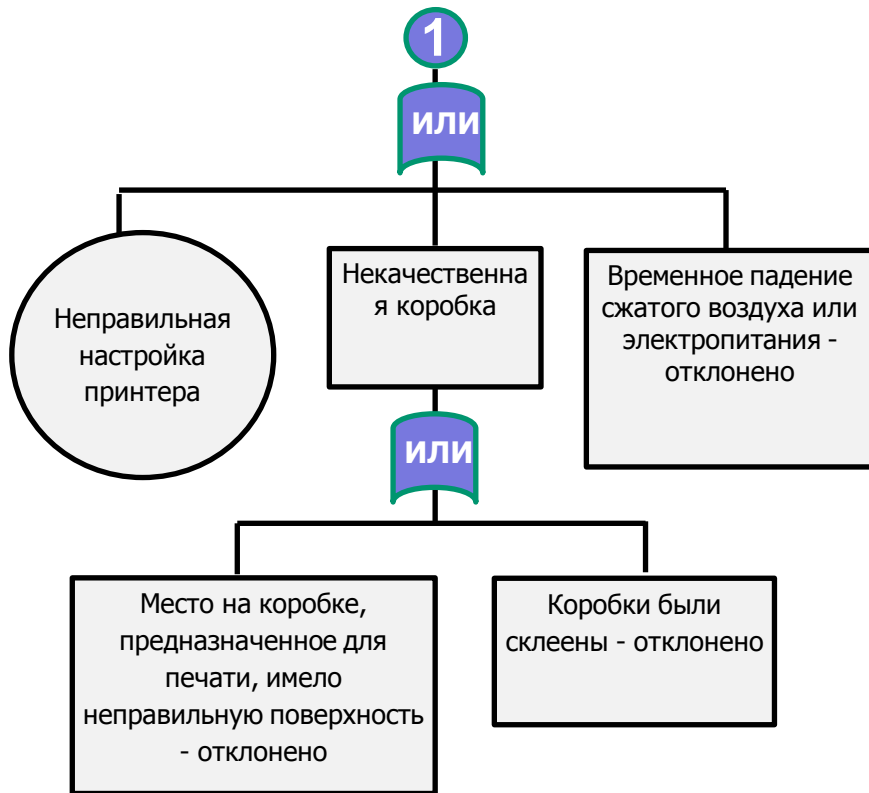 1
ИЛИ
Неправильная
настройка
принтера
Некачественна
я коробка
Временное падение
сжатого воздуха или
электропитания -
отклонено
ИЛИ
Место на коробке,
предназначенное для
печати, имело
неправильную поверхность
- отклонено
Коробки были
склеены - отклонено